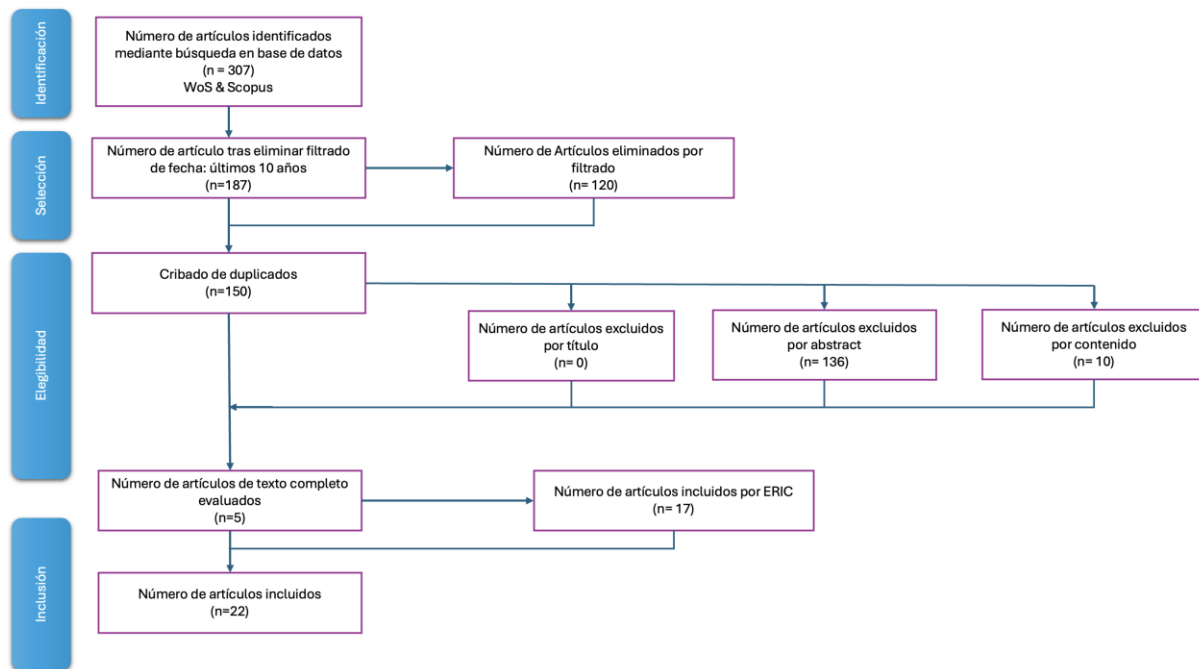 Identificación
Número de artículos identificados
mediante búsqueda en base de datos
(n = 307)
WoS & Scopus
Selección
Número de artículo tras eliminar filtrado
de fecha: últimos 10 años
(n=187)
Número de Artículos eliminados por
filtrado
(n= 120)
Elegibilidad
Cribado de duplicados
(n=150)
Número de artículos excluidos
por título
(n= 0)
Número de artículos excluidos
por abstract
(n= 136)
Número de artículos excluidos
por contenido
(n= 10)
Número de artículos de texto completo
evaluados
(n=5)
Número de artículos incluidos por ERIC
(n= 17)
Inclusión
Número de artículos incluidos
(n=22)